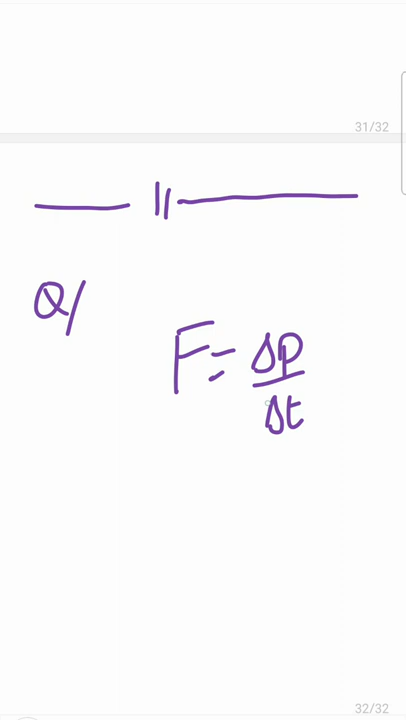 31/32
——— || ———
Q/
F = Δp
Δt
32/32